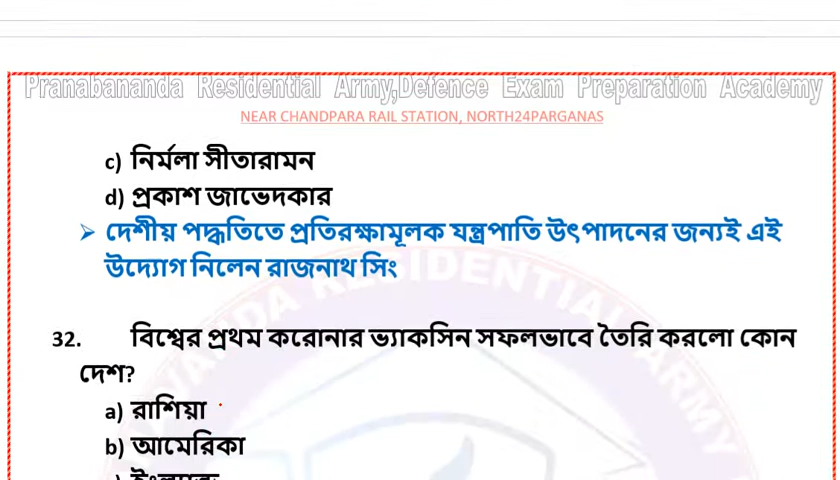 Pranabananda Residential Army,Defence Exam Preparation Academy
NEAR CHANDPARA RAIL STATION, NORTH24PARGANAS
c) নির্মলা সীতারামন
d) প্রকাশ জাভেদকার
➢ দেশীয় পদ্ধতিতে প্রতিরক্ষামূলক যন্ত্রপাতি উৎপাদনের জন্যই এই
উদ্যোগ নিলেন রাজনাথ সিং
32. বিশ্বের প্রথম করোনার ভ্যাকসিন সফলভাবে তৈরি করলো কোন
দেশ?
a) রাশিয়া
b) আমেরিকা